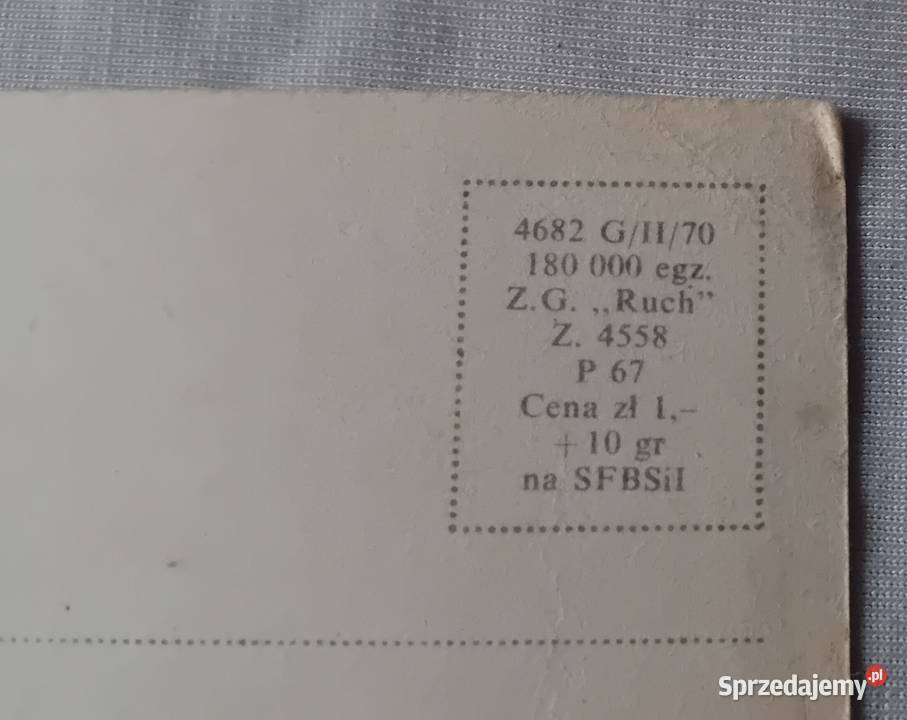 4682 G/II/70
180 000 egz.
Z.G. „Ruch”
Z. 4558
P 67
Cena zł 1,–
+ 10 gr
na SFBSiI
Sprzedajemy.pl